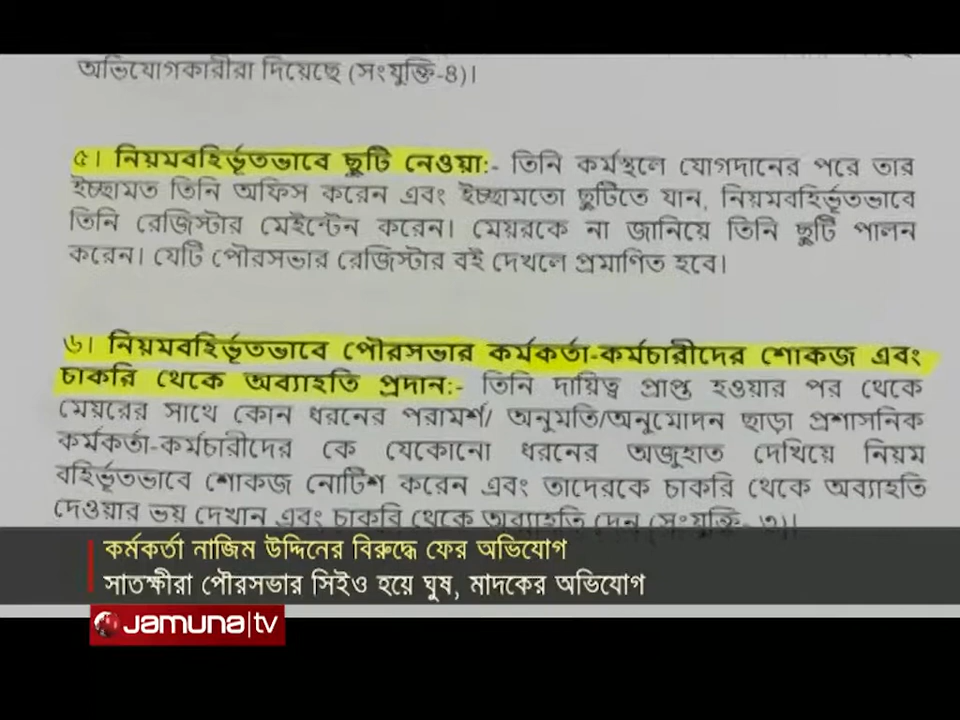 অভিযোগকারীরা দিয়েছে (সংযুক্তি-৪)।
৫। নিয়মবহির্ভূতভাবে ছুটি নেওয়া:- তিনি কর্মস্থলে যোগদানের পরে তার
ইচ্ছামত তিনি অফিস করেন এবং ইচ্ছামতো ছুটিতে যান, নিয়মবহির্ভূতভাবে
তিনি রেজিস্টার মেইন্টেন করেন। মেয়রকে না জানিয়ে তিনি ছুটি পালন
করেন। যেটি পৌরসভার রেজিস্টার বই দেখলে প্রমাণিত হবে।
৬। নিয়মবহির্ভূতভাবে পৌরসভার কর্মকর্তা-কর্মচারীদের শোকজ এবং
চাকরি থেকে অব্যাহতি প্রদান:- তিনি দায়িত্ব প্রাপ্ত হওয়ার পর থেকে
মেয়রের সাথে কোন ধরনের পরামর্শ/ অনুমতি/অনুমোদন ছাড়া প্রশাসনিক
কর্মকর্তা-কর্মচারীদের কে যেকোনো ধরনের অজুহাত দেখিয়ে নিয়ম
বহির্ভূতভাবে শোকজ নোটিশ করেন এবং তাদেরকে চাকরি থেকে অব্যাহতি
দেওয়ার ভয় দেখান এবং চাকরি থেকে অব্যাহতি দেন (সংযুক্তি- ৩)।
কর্মকর্তা নাজিম উদ্দিনের বিরুদ্ধে ফের অভিযোগ
সাতক্ষীরা পৌরসভার সিইও হয়ে ঘুষ, মাদকের অভিযোগ
Jamuna|tv